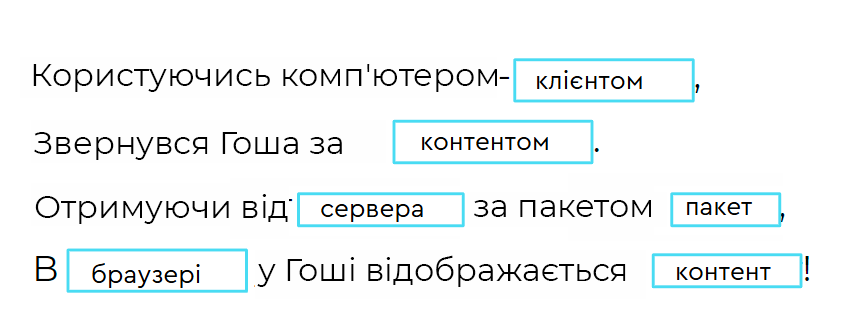 Користуючись комп'ютером- клієнтом,
Звернувся Гоша за контентом.
Отримуючи від сервера за пакетом пакет,
В браузері у Гоші відображається контент!